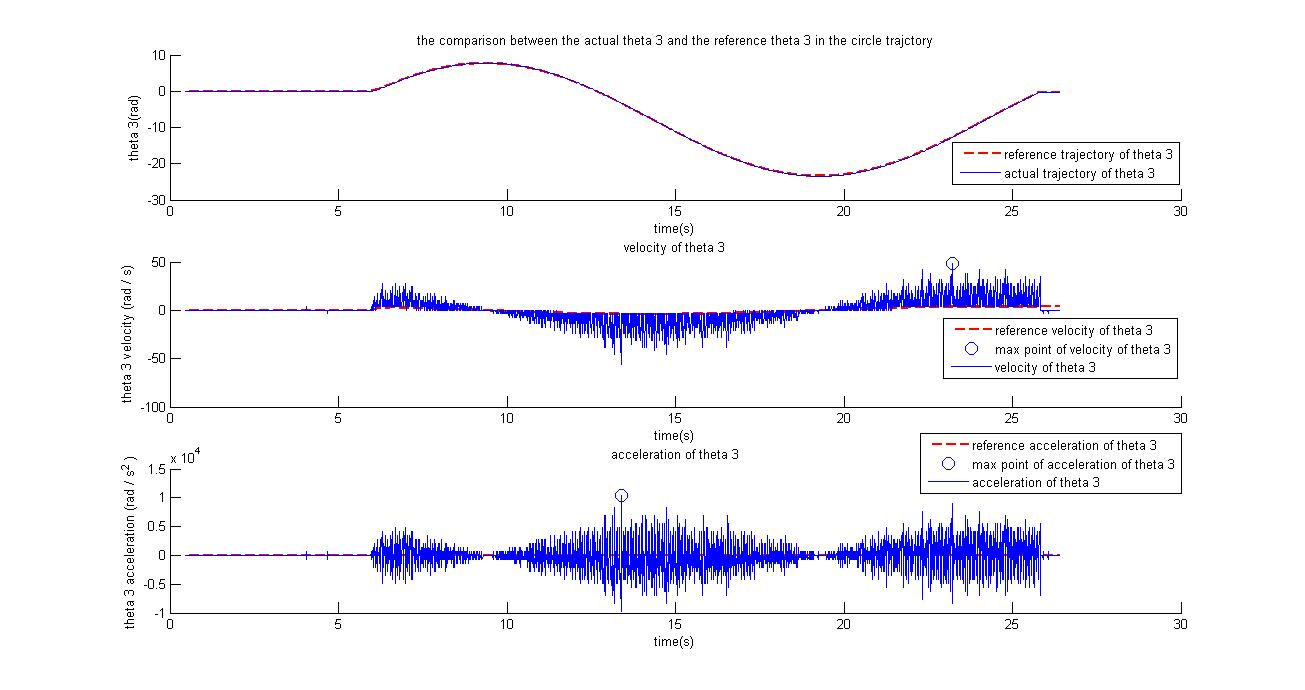 the comparison between the actual theta 3 and the reference theta 3 in the circle trajctory
10
0
-10
-20
-30
theta 3(rad)
reference trajectory of theta 3
actual trajectory of theta 3
0 5 10 15 20 25 30
time(s)
velocity of theta 3
50
0
-50
-100
theta 3 velocity (rad / s)
reference velocity of theta 3
max point of velocity of theta 3
velocity of theta 3
0 5 10 15 20 25 30
time(s)
acceleration of theta 3
x 10^4
1.5
1
0.5
0
-0.5
-1
theta 3 acceleration (rad / s^2 )
reference acceleration of theta 3
max point of acceleration of theta 3
acceleration of theta 3
0 5 10 15 20 25 30
time(s)